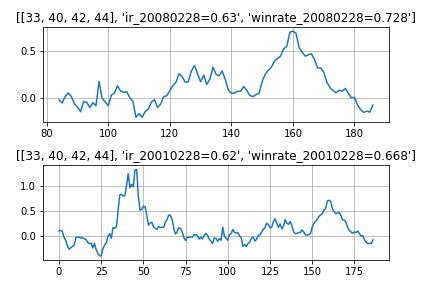 [[33, 40, 42, 44], 'ir_20080228=0.63', 'winrate_20080228=0.728']
0.5
0.0
80 100 120 140 160 180
[[33, 40, 42, 44], 'ir_20010228=0.62', 'winrate_20010228=0.668']
1.0
0.5
0.0
0 25 50 75 100 125 150 175